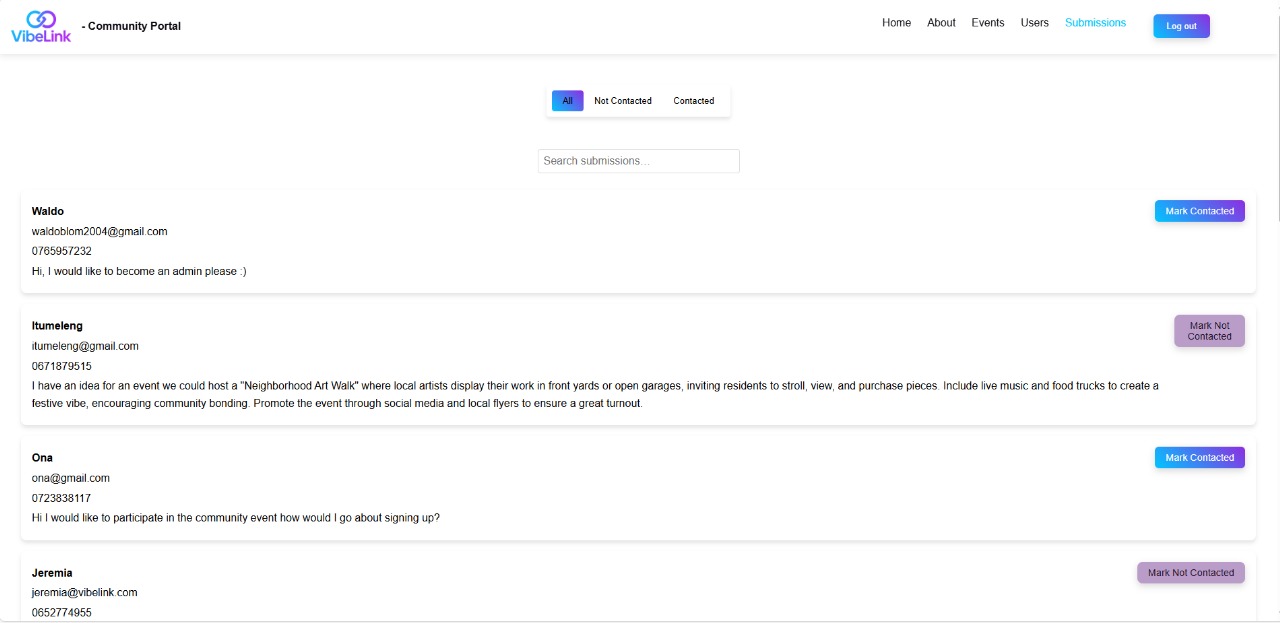 VibeLink
- Community Portal
Home About Events Users Submissions Log out
All Not Contacted Contacted
Search submissions...
Waldo
Mark Contacted
waldoblom2004@gmail.com
0765957232
Hi, I would like to become an admin please :)
Itumeleng
Mark Not
Contacted
itumeleng@gmail.com
0671879515
I have an idea for an event we could host a "Neighborhood Art Walk" where local artists display their work in front yards or open garages, inviting residents to stroll, view, and purchase pieces. Include live music and food trucks to create a
festive vibe, encouraging community bonding. Promote the event through social media and local flyers to ensure a great turnout.
Ona
Mark Contacted
ona@gmail.com
0723838117
Hi I would like to participate in the community event how would I go about signing up?
Jeremia
Mark Not Contacted
jeremia@vibelink.com
0652774955